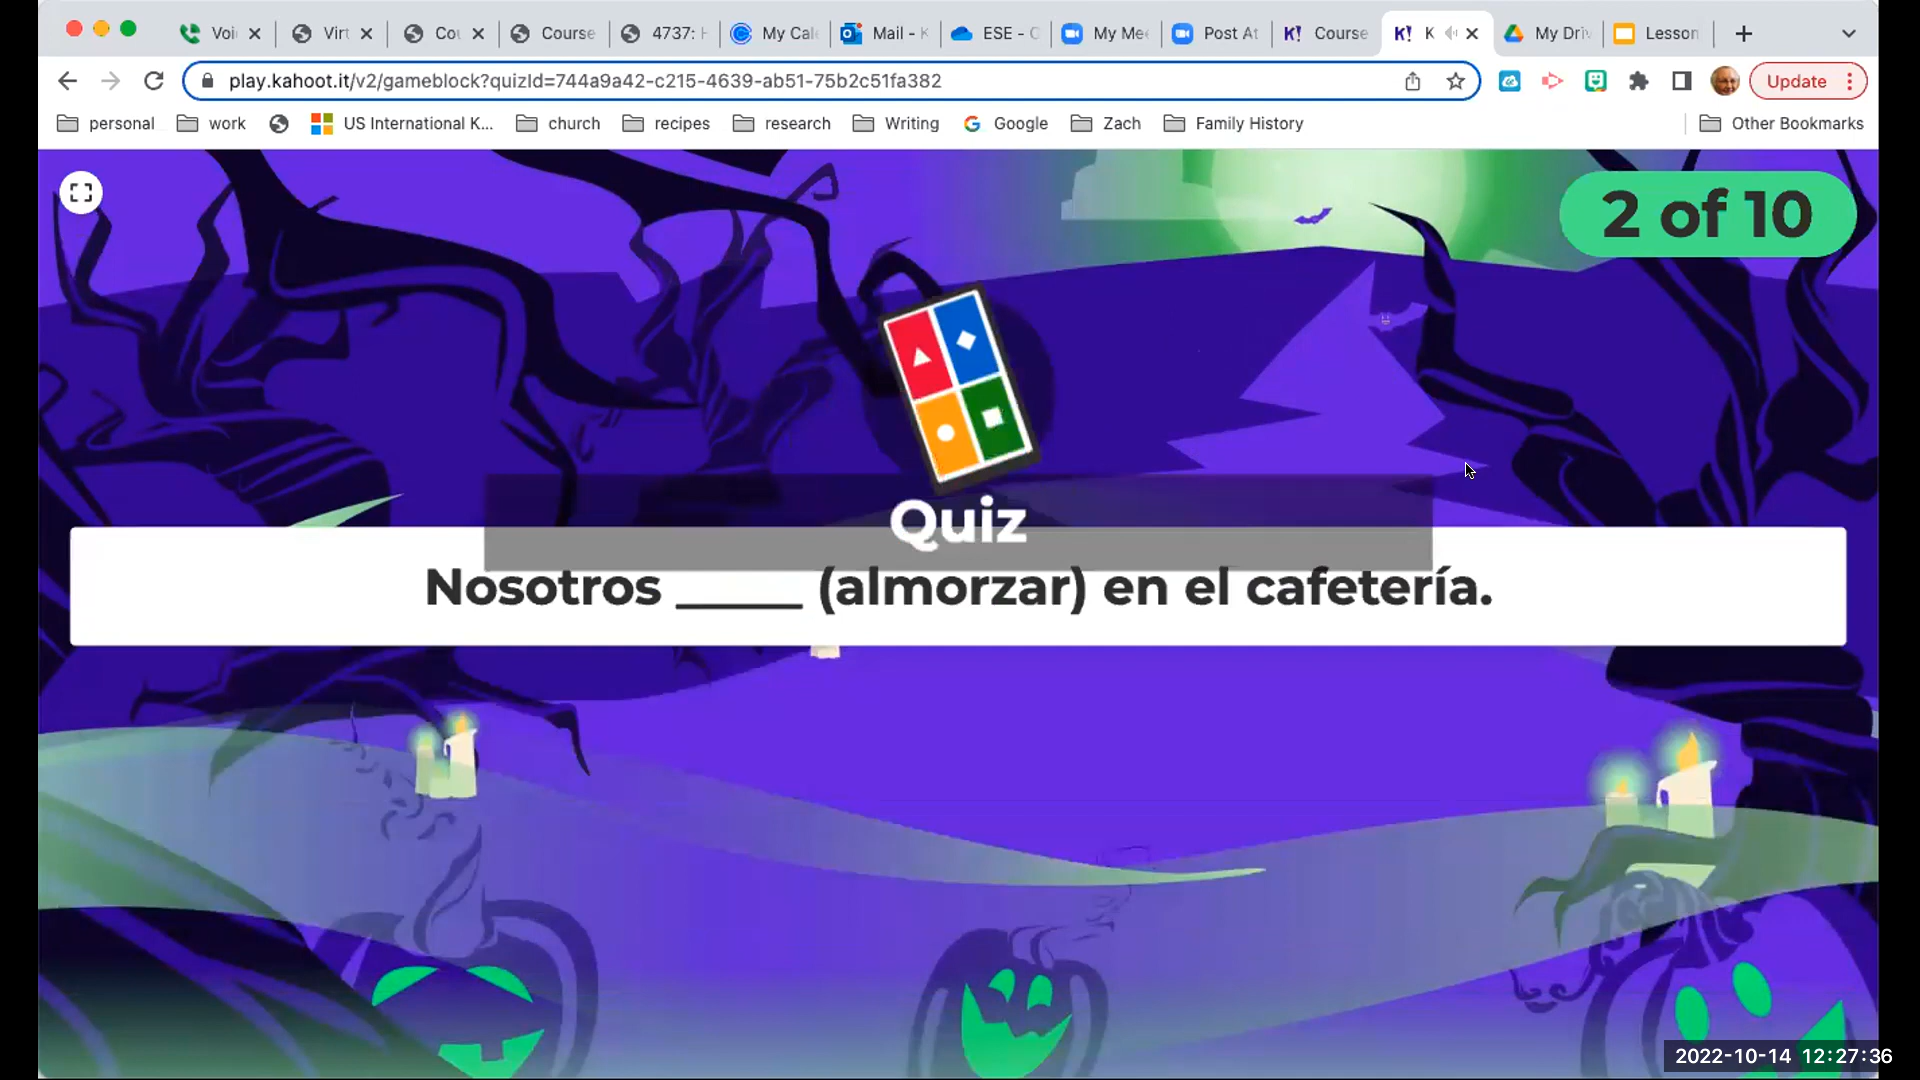 Voi Virt Cou Course 4737: H My Cal Mail - K ESE - C My Me Post At Course K My Driv Lesson
play.kahoot.it/v2/gameblock?quizId=744a9a42-c215-4639-ab51-75b2c51fa382 Update
personal work US International K... church recipes research Writing Google Zach Family History Other Bookmarks
2 of 10
Quiz
Nosotros _____ (almorzar) en el cafetería.
2022-10-14 12:27:36